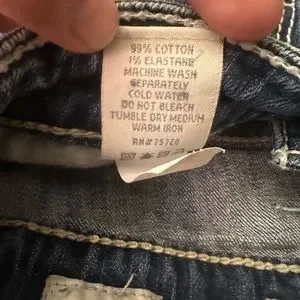 99% COTTON
1% ELASTANE
MACHINE WASH
SEPARATELY
COLD WATER
DO NOT BLEACH
TUMBLE DRY MEDIUM
WARM IRON
RN# 75720